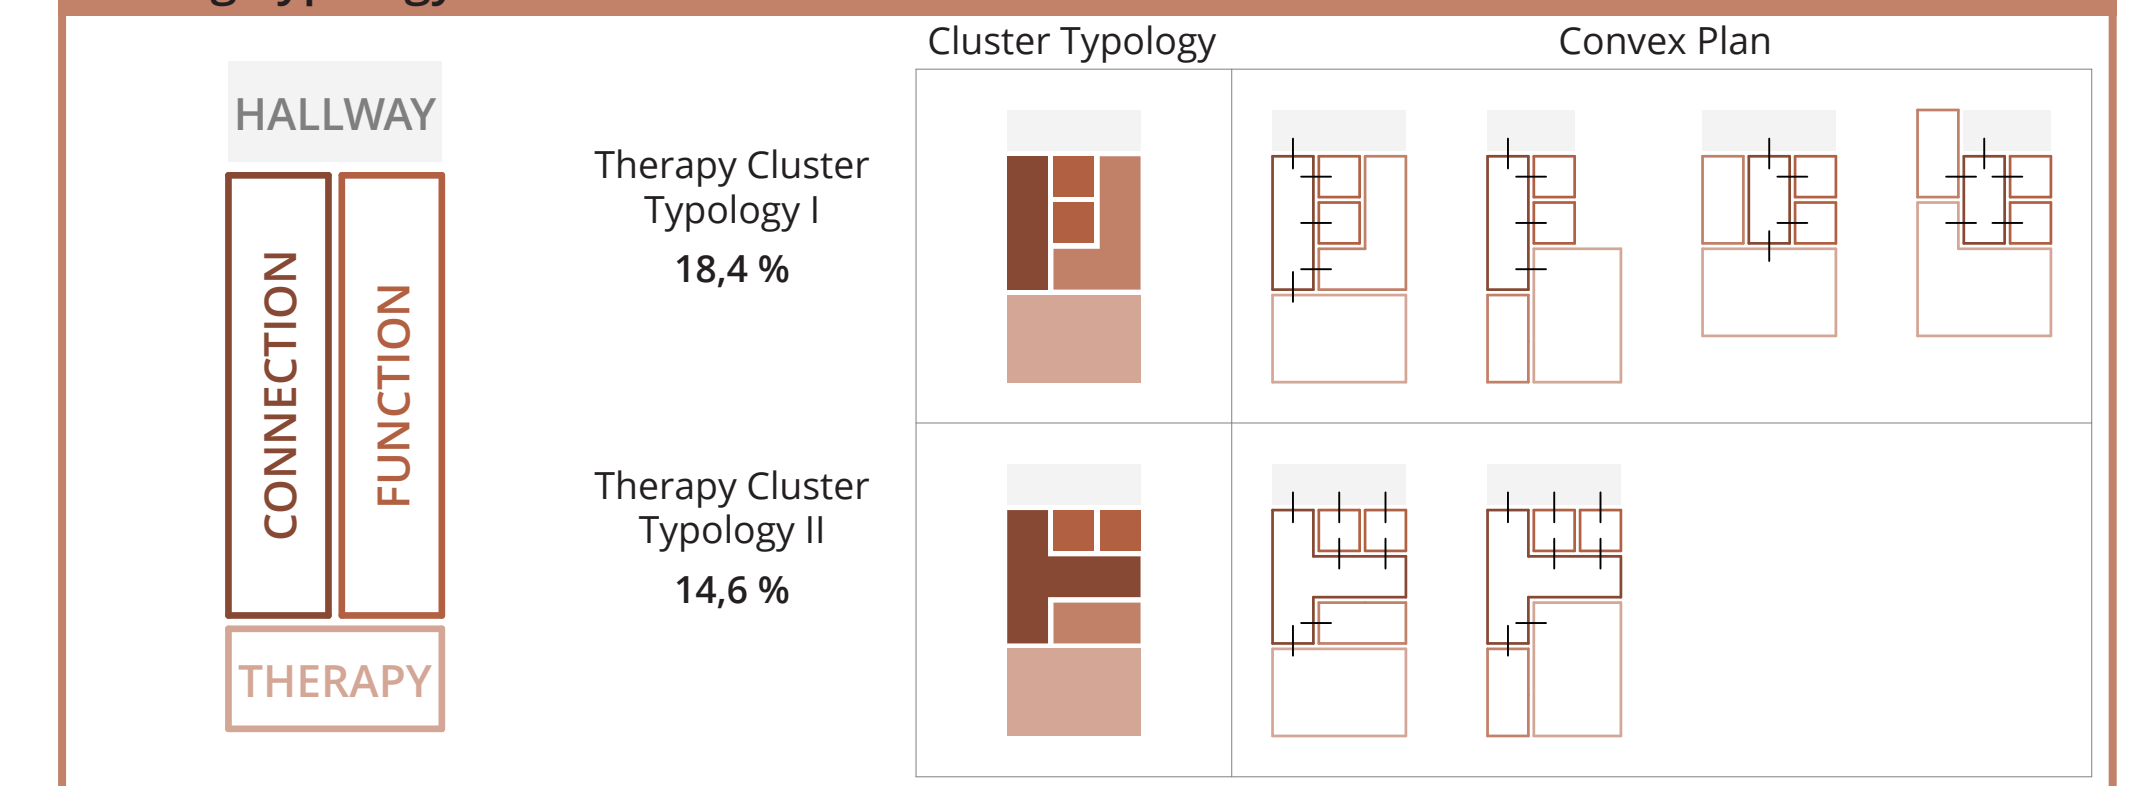 Cluster Typology
Convex Plan
HALLWAY
CONNECTION
FUNCTION
THERAPY
Therapy Cluster
Typology I
18,4 %
Therapy Cluster
Typology II
14,6 %